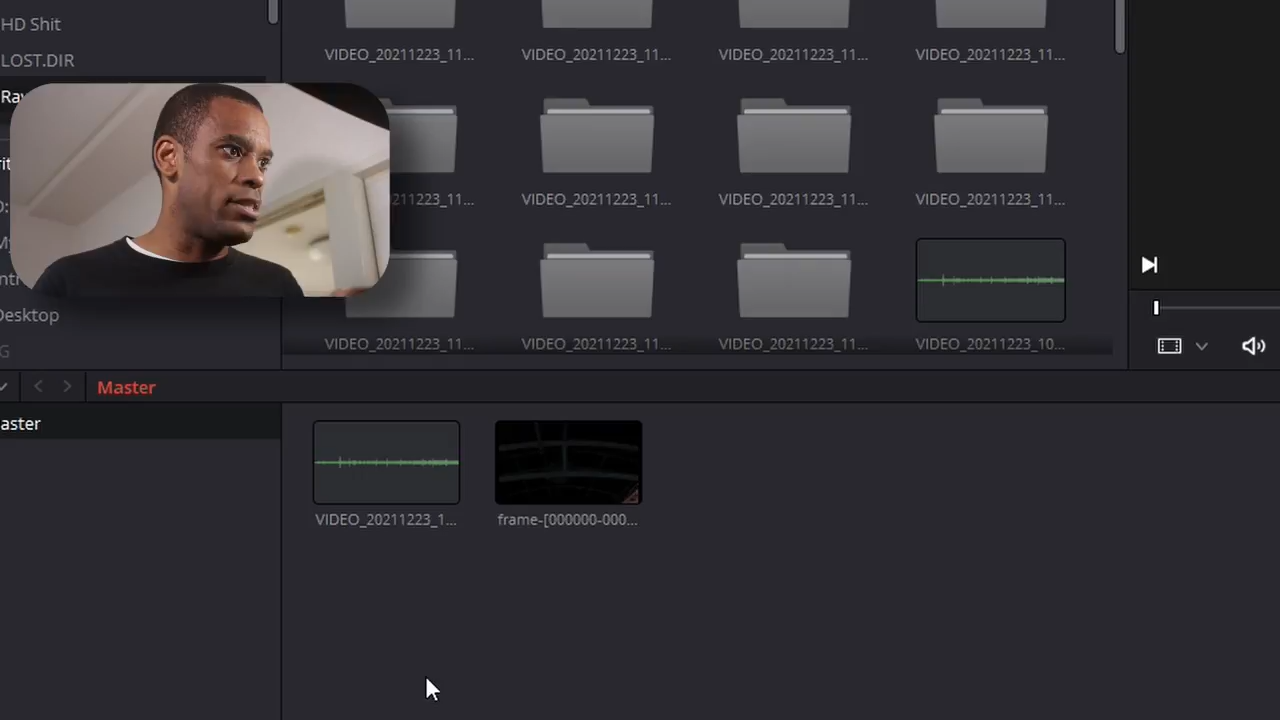 HD Shit
LOST.DIR
VIDEO_20211223_11... VIDEO_20211223_11... VIDEO_20211223_11... VIDEO_20211223_11...
VIDEO_20211223_11... VIDEO_20211223_11... VIDEO_20211223_11...
Desktop
G
VIDEO_20211223_11... VIDEO_20211223_11... VIDEO_20211223_11... VIDEO_20211223_10...
Master
aster
VIDEO_20211223_1... frame-[000000-000...